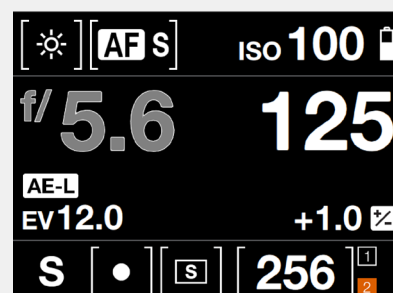 AF S ISO 100
f/5.6 125
AE-L
EV12.0 +1.0
S S 256 1
2